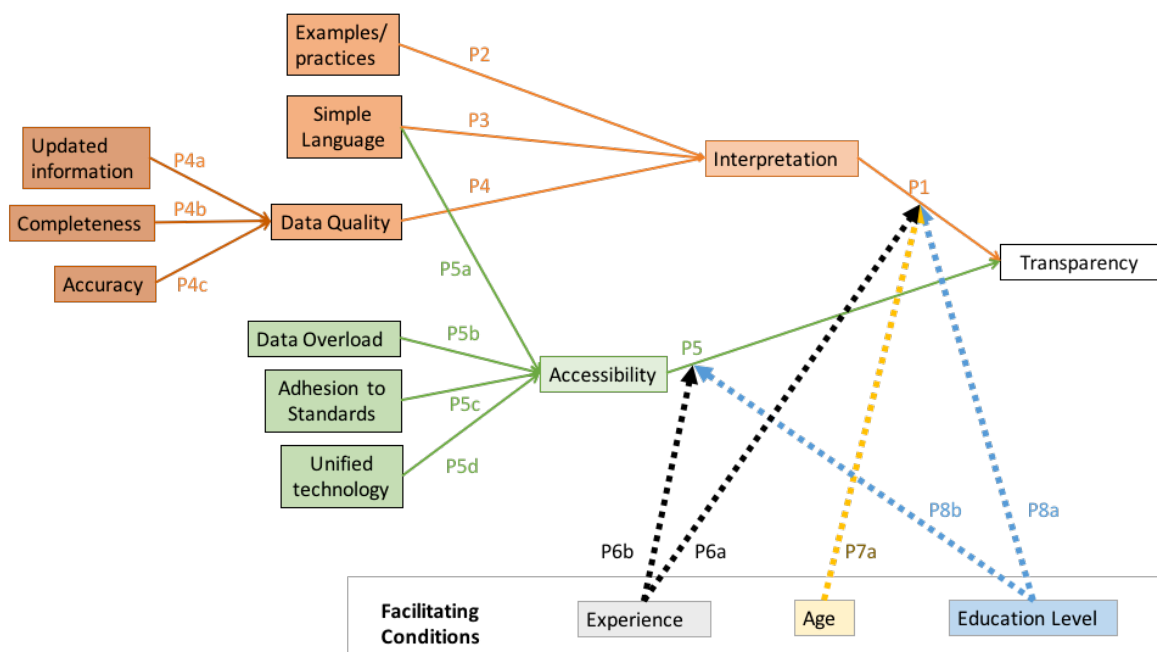 Examples/
practices
P2
Simple
Language
P3
Updated
information
P4a
Interpretation
P4
P1
Completeness
P4b
Data Quality
Accuracy
P4c
P5a
Transparency
Data Overload
P5b
P5
Accessibility
Adhesion to
Standards
P5c
Unified
technology
P5d
P8b
P8a
P6b
P6a
P7a
Facilitating
Conditions
Experience
Age
Education Level